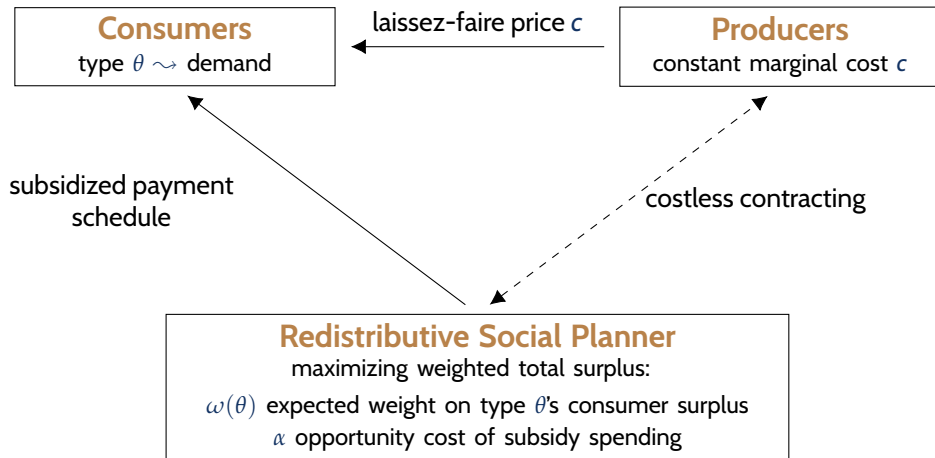 Consumers
type θ ⤳ demand
laissez-faire price c
Producers
constant marginal cost c
subsidized payment
schedule
costless contracting
Redistributive Social Planner
maximizing weighted total surplus:
ω(θ) expected weight on type θ's consumer surplus
α opportunity cost of subsidy spending